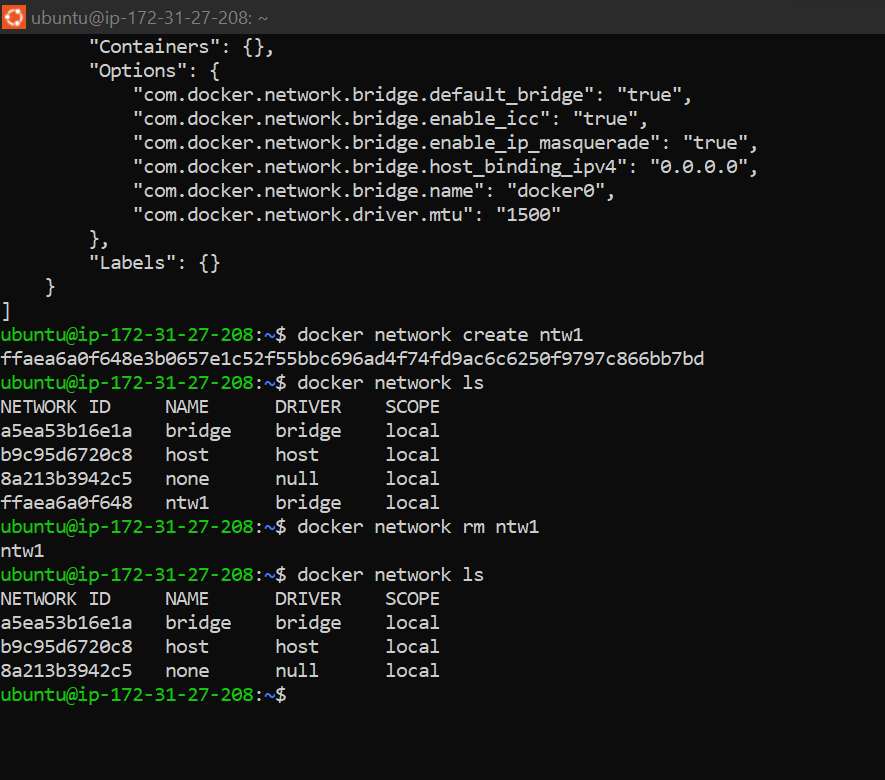 ubuntu@ip-172-31-27-208: ~
"Containers": {},
"Options": {
"com.docker.network.bridge.default_bridge": "true",
"com.docker.network.bridge.enable_icc": "true",
"com.docker.network.bridge.enable_ip_masquerade": "true",
"com.docker.network.bridge.host_binding_ipv4": "0.0.0.0",
"com.docker.network.bridge.name": "docker0",
"com.docker.network.driver.mtu": "1500"
},
"Labels": {}
}
]
ubuntu@ip-172-31-27-208:~$ docker network create ntw1
ffaea6a0f648e3b0657e1c52f55bbc696ad4f74fd9ac6c6250f9797c866bb7bd
ubuntu@ip-172-31-27-208:~$ docker network ls
NETWORK ID     NAME      DRIVER    SCOPE
a5ea53b16e1a   bridge    bridge    local
b9c95d6720c8   host      host      local
8a213b3942c5   none      null      local
ffaea6a0f648   ntw1      bridge    local
ubuntu@ip-172-31-27-208:~$ docker network rm ntw1
ntw1
ubuntu@ip-172-31-27-208:~$ docker network ls
NETWORK ID     NAME      DRIVER    SCOPE
a5ea53b16e1a   bridge    bridge    local
b9c95d6720c8   host      host      local
8a213b3942c5   none      null      local
ubuntu@ip-172-31-27-208:~$